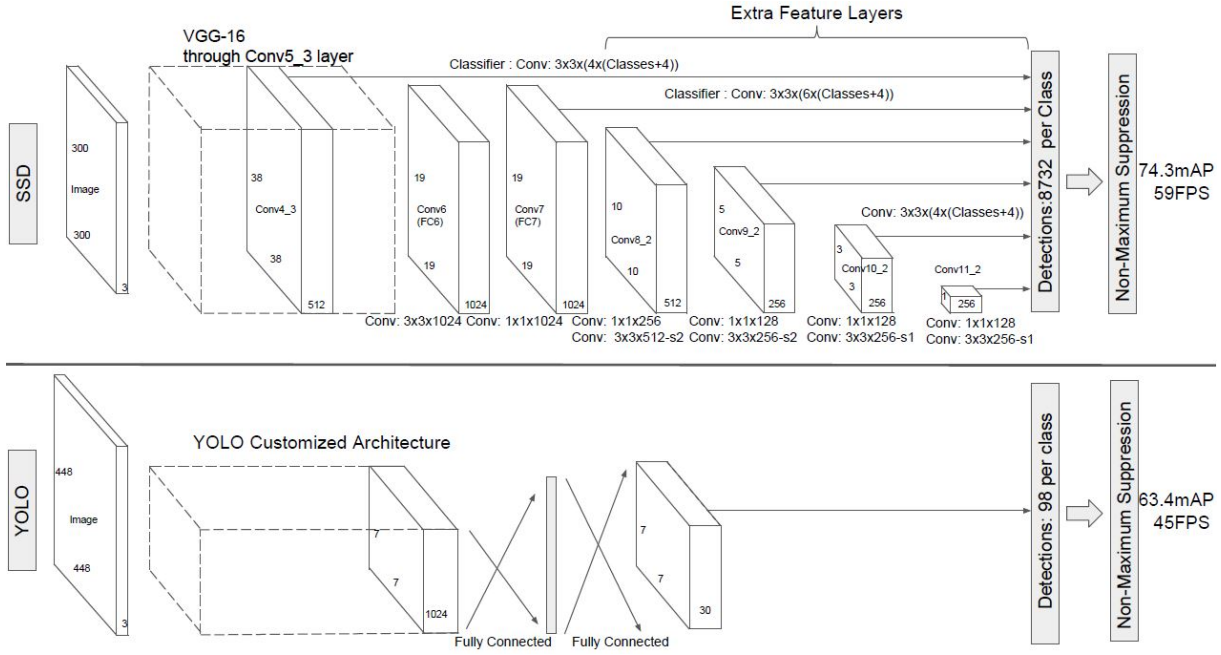 Extra Feature Layers
VGG-16
through Conv5_3 layer
Classifier : Conv: 3x3x(4x(Classes+4))
Classifier : Conv: 3x3x(6x(Classes+4))
SSD
300
Image
300
3
38
Conv4_3
38
512
19
Conv6
(FC6)
19
1024
19
Conv7
(FC7)
19
1024
10
Conv8_2
10
512
5
Conv9_2
5
256
Conv: 3x3x(4x(Classes+4))
3
Conv10_2
3
256
Conv11_2
1
256
Conv: 3x3x1024
Conv: 1x1x1024
Conv: 1x1x256
Conv: 3x3x512-s2
Conv: 1x1x128
Conv: 3x3x256-s2
Conv: 1x1x128
Conv: 3x3x256-s1
Conv: 1x1x128
Conv: 3x3x256-s1
Detections:8732 per Class
Non-Maximum Suppression
74.3mAP
59FPS
YOLO
448
Image
448
3
YOLO Customized Architecture
7
7
1024
Fully Connected
Fully Connected
7
7
30
Detections: 98 per class
Non-Maximum Suppression
63.4mAP
45FPS